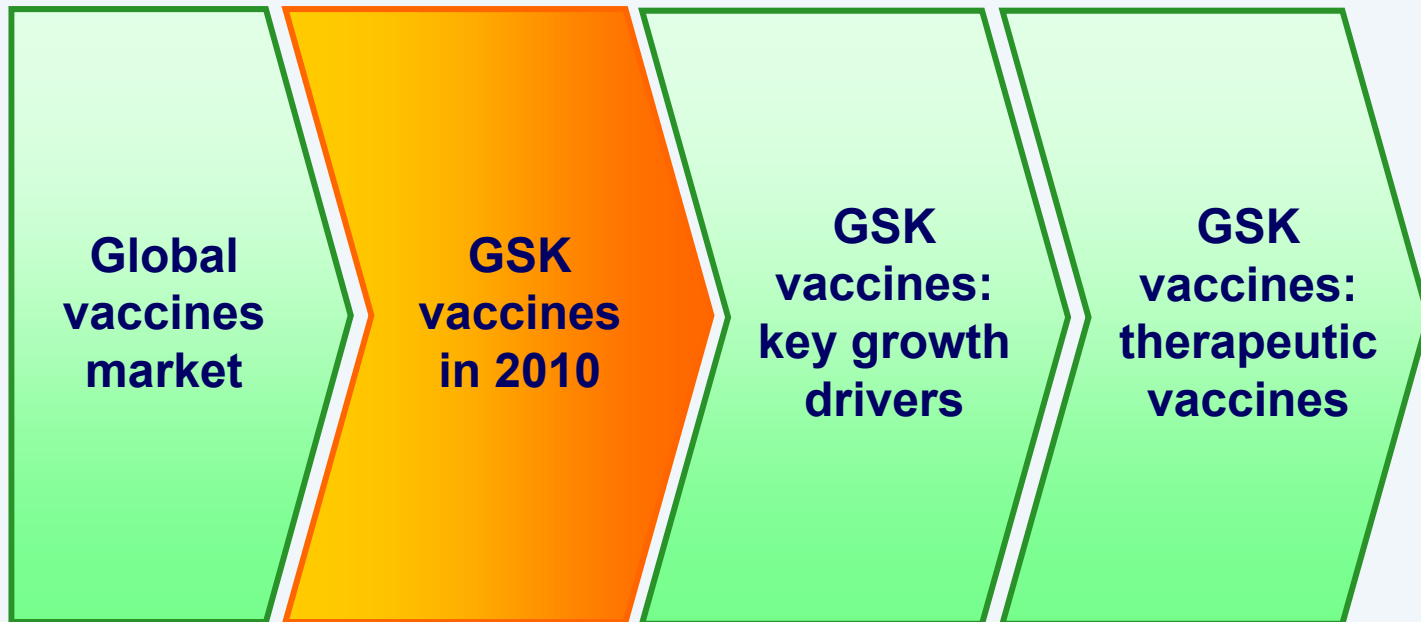 Global
vaccines
market
GSK
vaccines
in 2010
GSK
vaccines:
key growth
drivers
GSK
vaccines:
therapeutic
vaccines